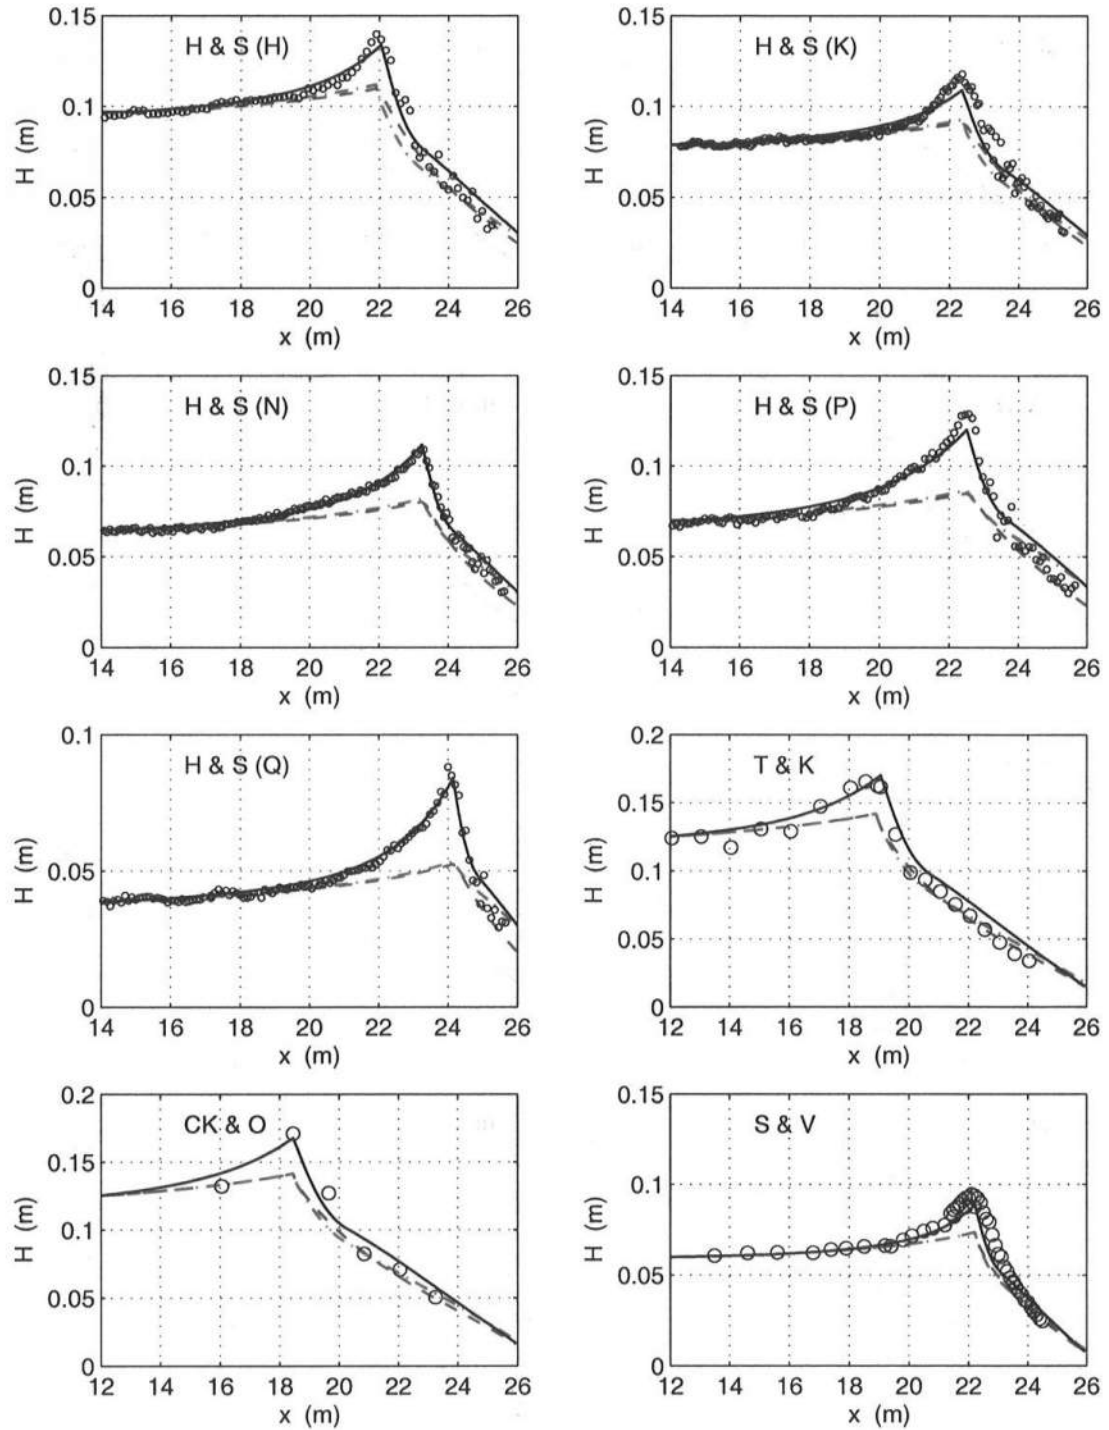 0.15
H & S (H)
0.1
0.05
0
H (m)
14 16 18 20 22 24 26
x (m)
0.15
H & S (K)
0.1
0.05
0
H (m)
14 16 18 20 22 24 26
x (m)
0.15
H & S (N)
0.1
0.05
0
H (m)
14 16 18 20 22 24 26
x (m)
0.15
H & S (P)
0.1
0.05
0
H (m)
14 16 18 20 22 24 26
x (m)
0.1
H & S (Q)
0.05
0
H (m)
14 16 18 20 22 24 26
x (m)
0.2
T & K
0.15
0.1
0.05
0
H (m)
12 14 16 18 20 22 24 26
x (m)
0.2
CK & O
0.15
0.1
0.05
0
H (m)
12 14 16 18 20 22 24 26
x (m)
0.15
S & V
0.1
0.05
0
H (m)
12 14 16 18 20 22 24 26
x (m)